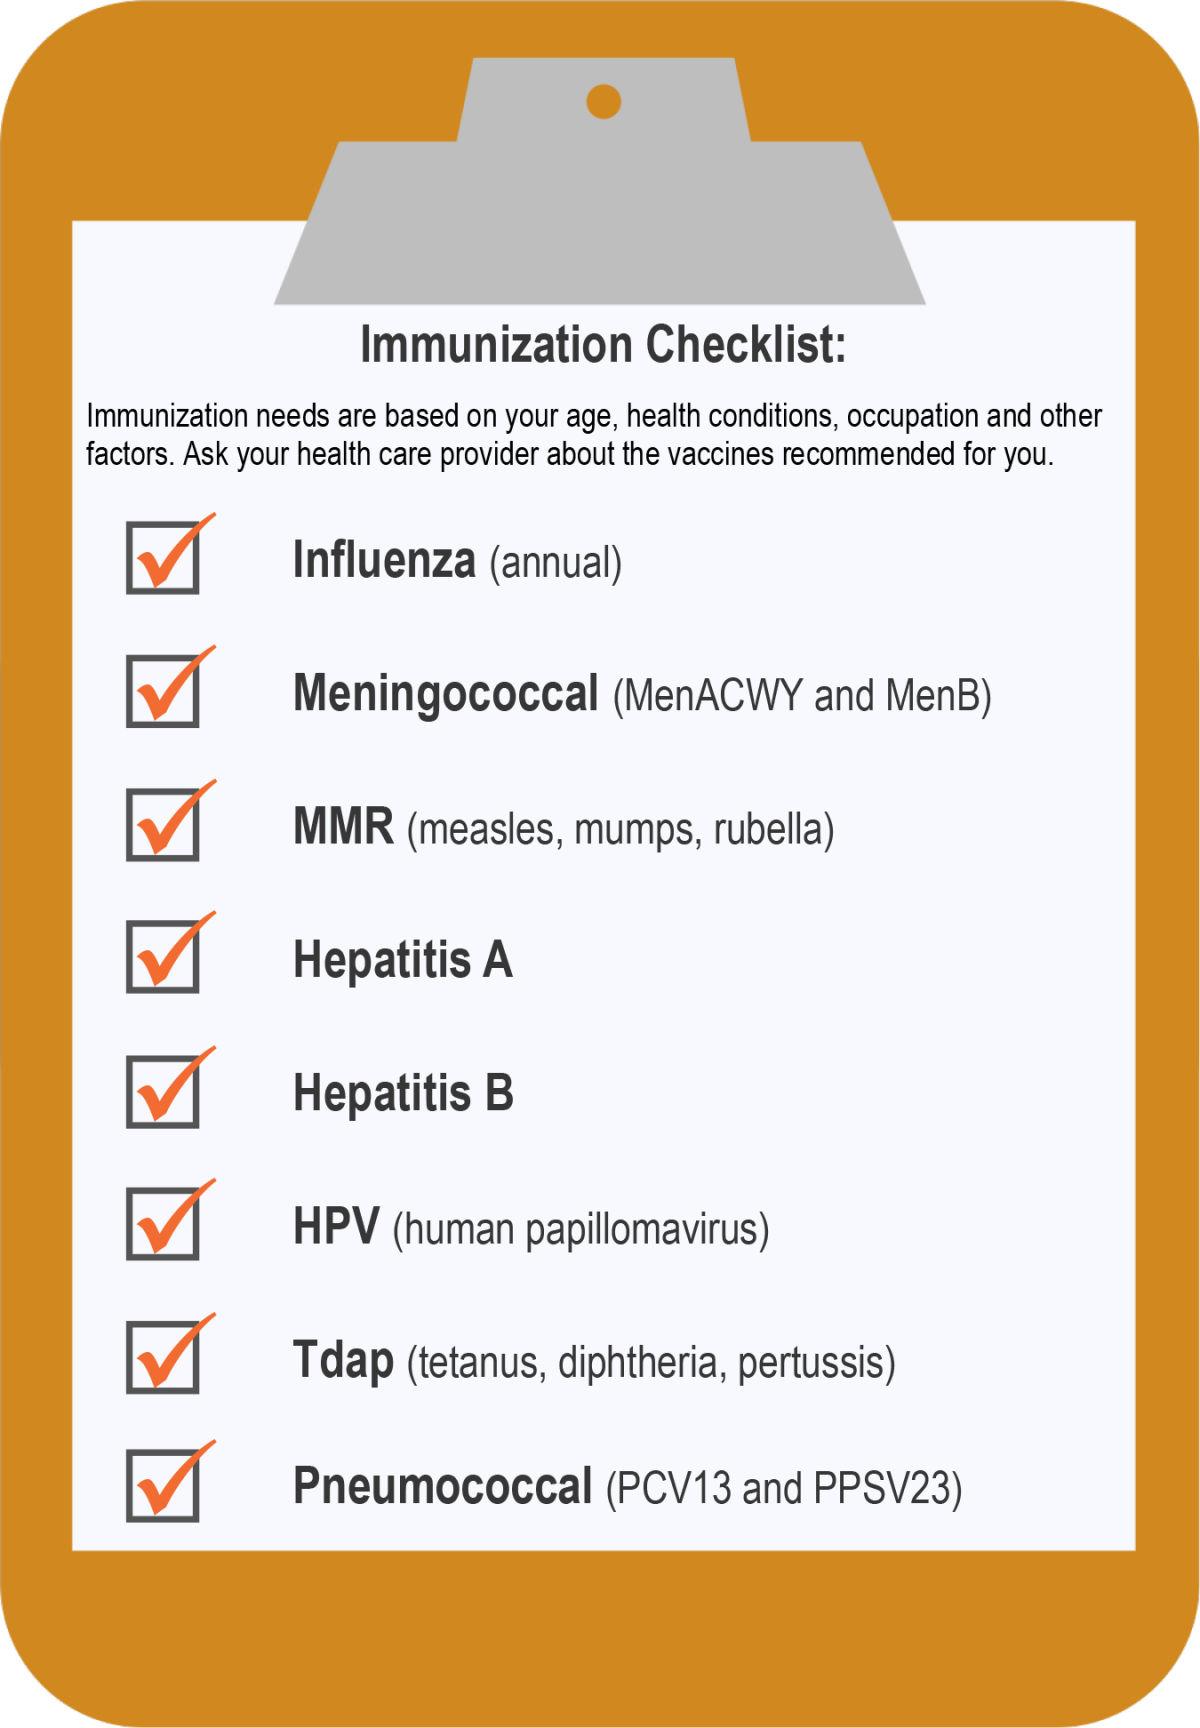 Immunization Checklist:
Immunization needs are based on your age, health conditions, occupation and other
factors. Ask your health care provider about the vaccines recommended for you.
Influenza (annual)
Meningococcal (MenACWY and MenB)
MMR (measles, mumps, rubella)
Hepatitis A
Hepatitis B
HPV (human papillomavirus)
Tdap (tetanus, diphtheria, pertussis)
Pneumococcal (PCV13 and PPSV23)